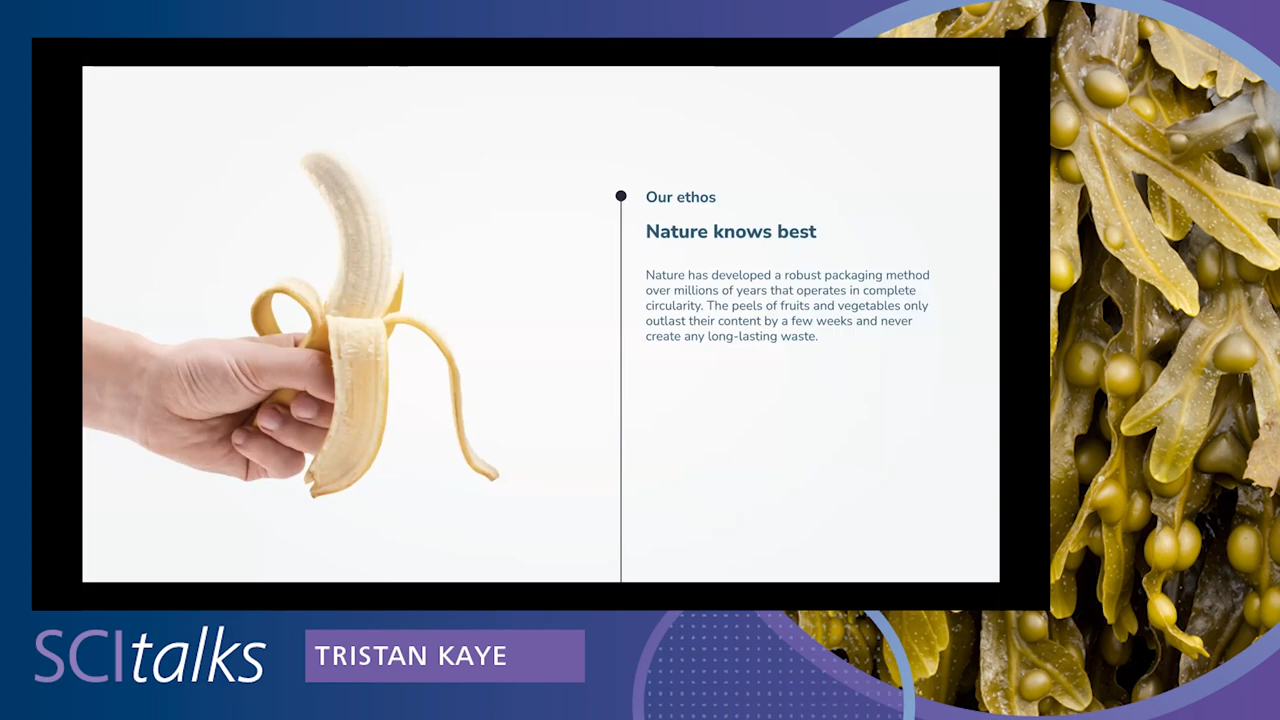 Our ethos
Nature knows best
Nature has developed a robust packaging method
over millions of years that operates in complete
circularity. The peels of fruits and vegetables only
outlast their content by a few weeks and never
create any long-lasting waste.
SCItalks
TRISTAN KAYE